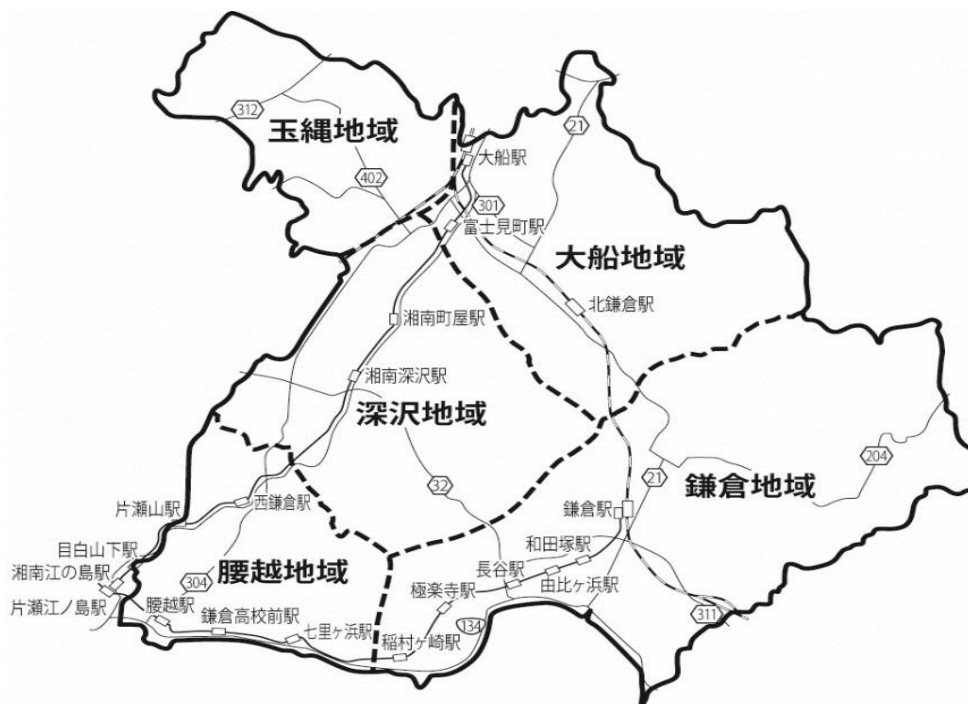 312
玉縄地域
21
402
大船駅
301
富士見町駅
大船地域
北鎌倉駅
湘南町屋駅
湘南深沢駅
深沢地域
32
21
204
鎌倉地域
西鎌倉駅
片瀬山駅
鎌倉駅
目白山下駅
和田塚駅
湘南江の島駅
304
腰越地域
長谷駅
由比ヶ浜駅
片瀬江ノ島駅
腰越駅
極楽寺駅
鎌倉高校前駅
七里ヶ浜駅
稲村ヶ崎駅
134
311